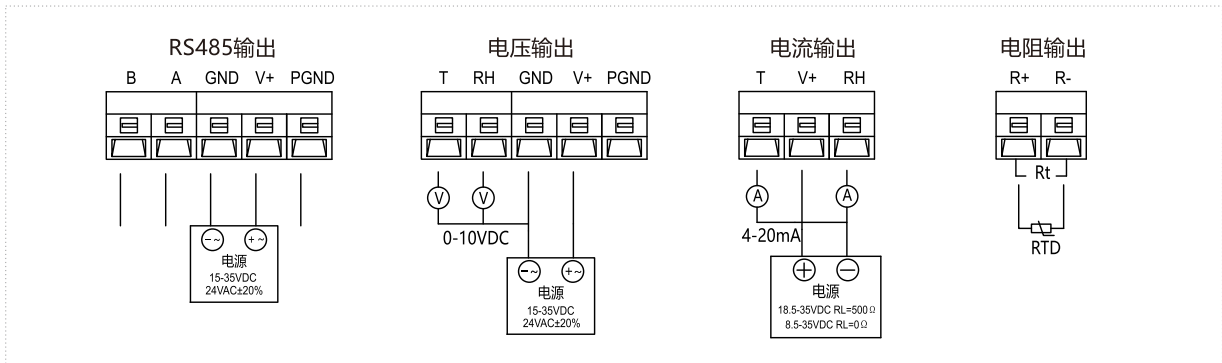 RS485输出
B A GND V+ PGND
−~ +~
电源
15-35VDC
24VAC±20%
电压输出
T RH GND V+ PGND
V V
0-10VDC
−~ +~
电源
15-35VDC
24VAC±20%
电流输出
T V+ RH
A A
4-20mA
+ −
电源
18.5-35VDC RL=500Ω
8.5-35VDC RL=0Ω
电阻输出
R+ R-
Rt
RTD